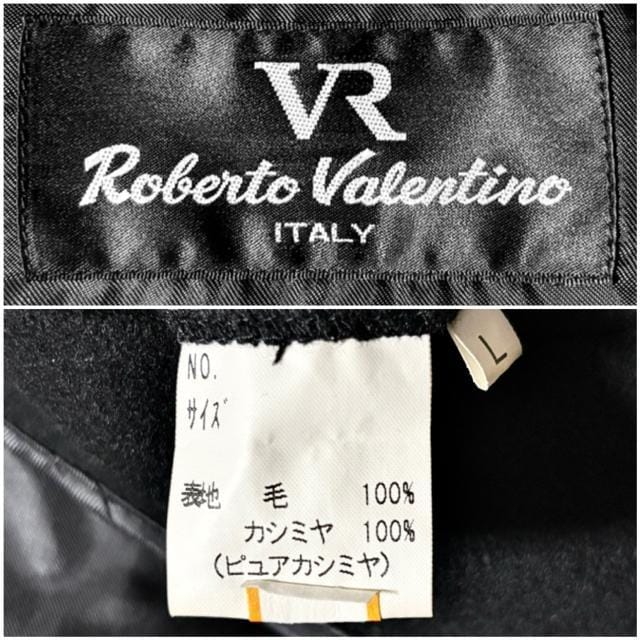 VR
Roberto Valentino
ITALY
L
NO.
サイズ
表地 毛 100%
カシミヤ 100%
(ピュアカシミヤ)